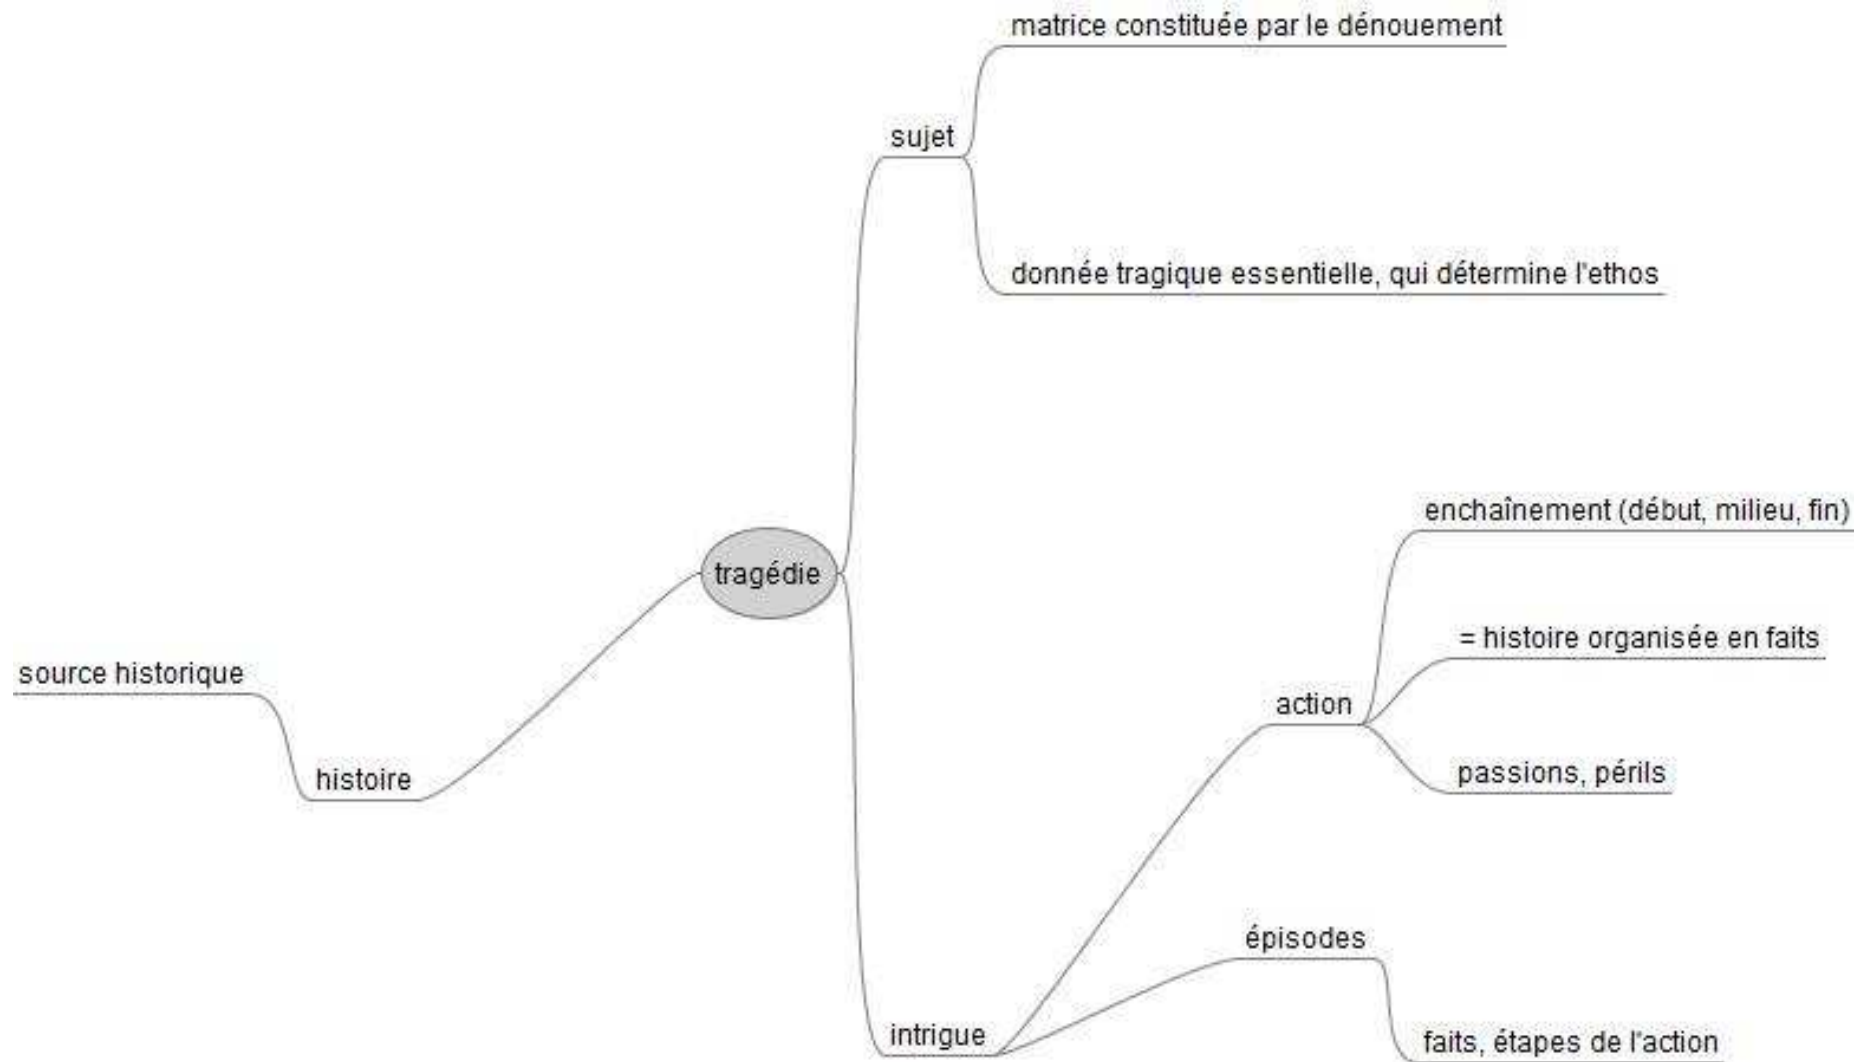 matrice constituée par le dénouement
sujet
donnée tragique essentielle, qui détermine l'ethos
enchaînement (début, milieu, fin)
tragédie
= histoire organisée en faits
source historique
action
histoire
passions, périls
épisodes
intrigue
faits, étapes de l'action